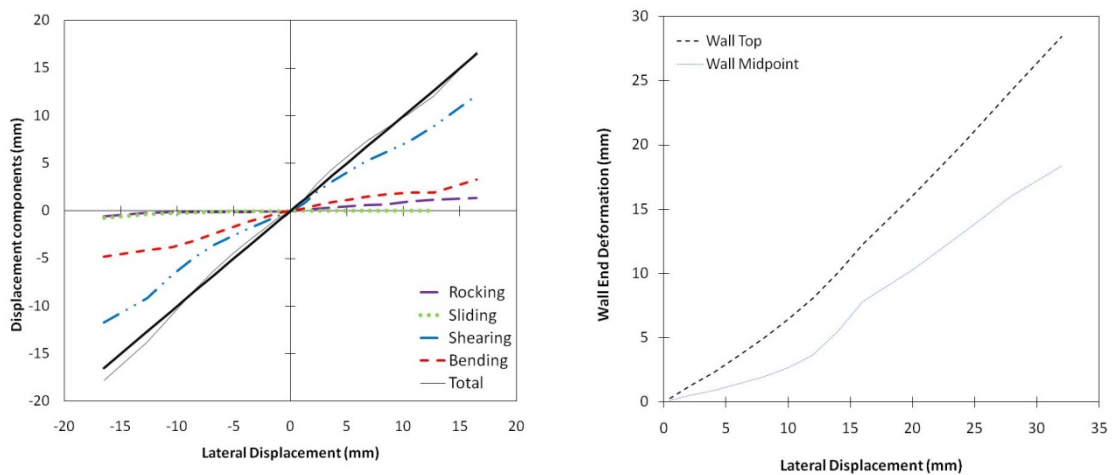 20
15
10
5
0
-5
-10
-15
-20
Displacement components (mm)
-20 -15 -10 -5 0 5 10 15 20
Lateral Displacement (mm)
Rocking
Sliding
Shearing
Bending
Total
30
25
20
15
10
5
0
Wall End Deformation (mm)
0 5 10 15 20 25 30 35
Lateral Displacement (mm)
Wall Top
Wall Midpoint